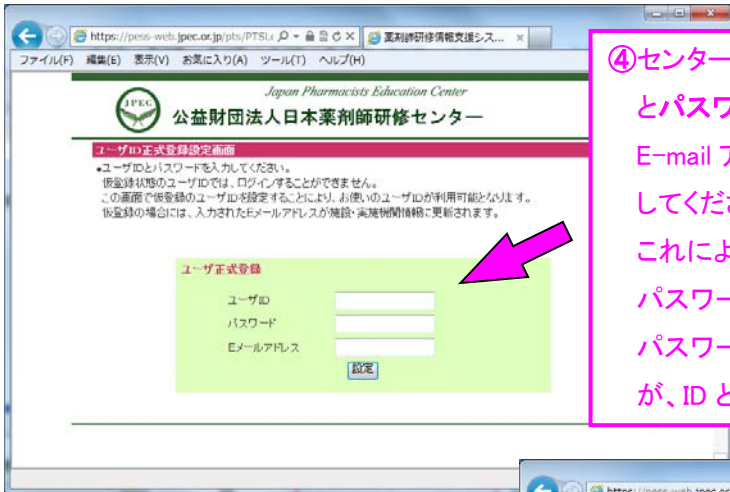 https://pess-web.jpec.or.jp/pts/PTSL
薬剤師研修情報支援シス...
ファイル(F) 編集(E) 表示(V) お気に入り(A) ツール(T) ヘルプ(H)
JPEC
Japan Pharmacists Education Center
公益財団法人日本薬剤師研修センター
ユーザID正式登録設定画面
•ユーザIDとパスワードを入力してください。
仮登録状態のユーザIDでは、ログインすることができません。
この画面で仮登録のユーザIDを設定することにより、お使いのユーザIDが利用可能となります。
仮登録の場合には、入力されたEメールアドレスが施設・実施機関情報に更新されます。
ユーザ正式登録
ユーザID
パスワード
Eメールアドレス
設定
④センター
とパスワ
E-mail ア
してくださ
これによ
パスワー
パスワー
が、ID と